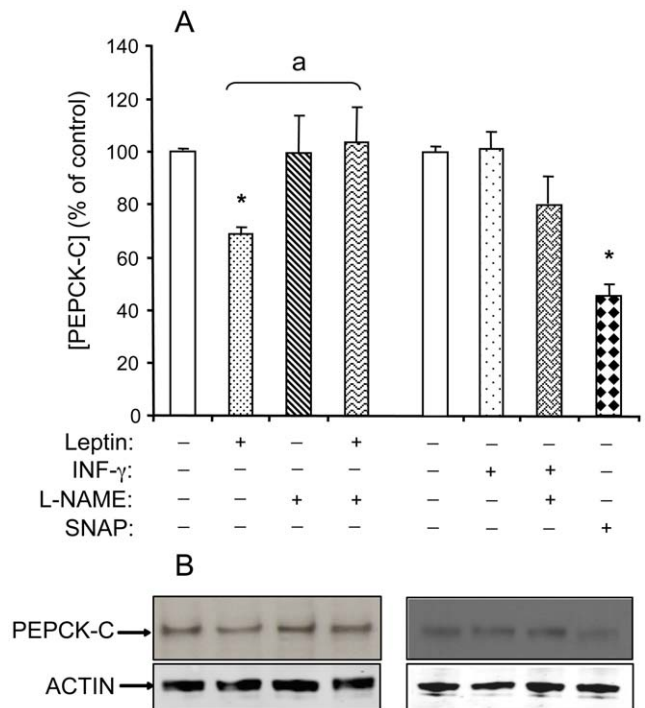 A
[PEPCK-C] (% of control)
140
120
100
80
60
40
20
0
a
*
*
Leptin: – + – + – – – –
INF-γ: – – – – – + + –
L-NAME: – – + + – – + –
SNAP: – – – – – – – +
B
PEPCK-C
ACTIN